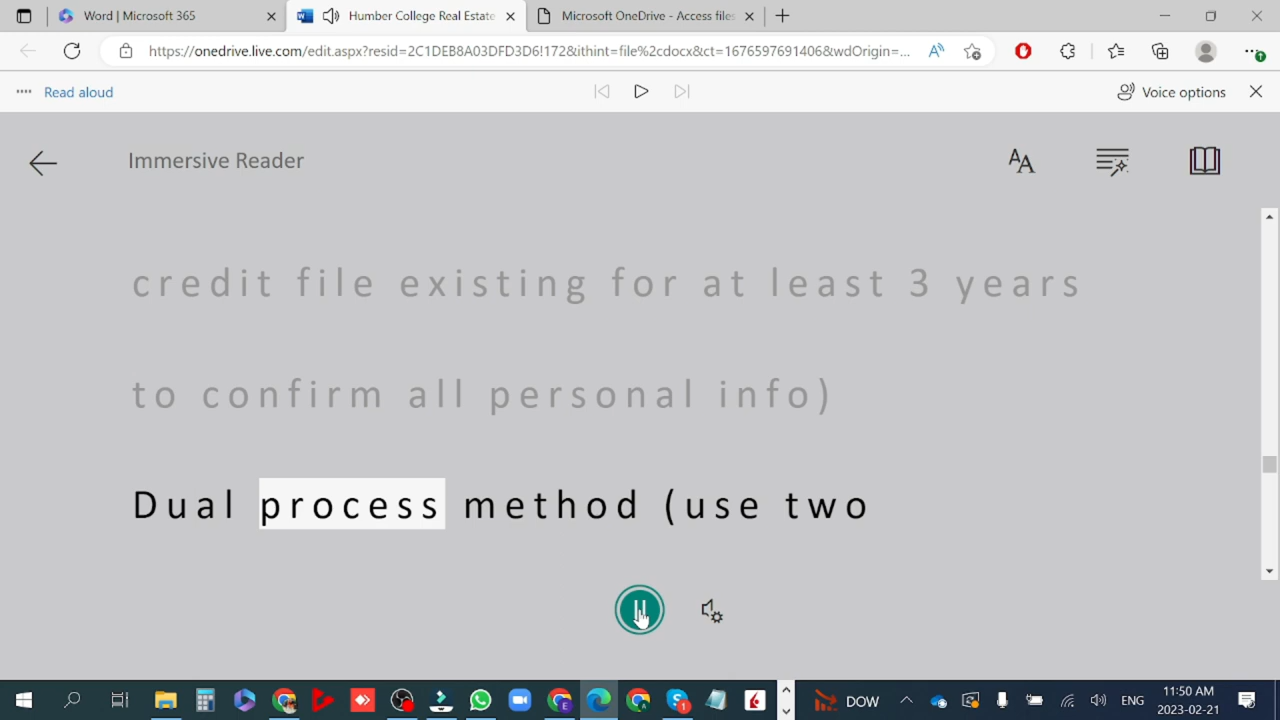 Word | Microsoft 365
Humber College Real Estate
Microsoft OneDrive - Access files
https://onedrive.live.com/edit.aspx?resid=2C1DEB8A03DFD3D6!172&ithint=file%2cdocx&ct=1676597691406&wdOrigin=...
Read aloud
Voice options
Immersive Reader
credit file existing for at least 3 years
to confirm all personal info)
Dual process method (use two
DOW
ENG
11:50 AM
2023-02-21